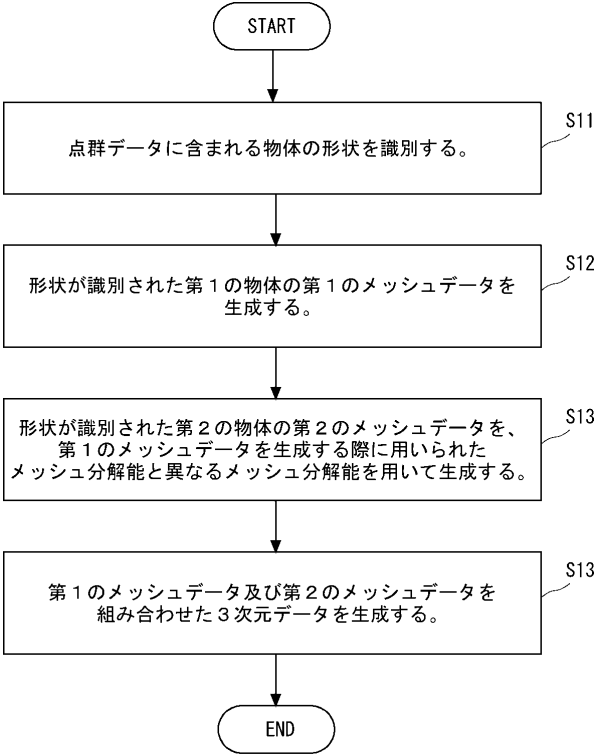 START
点群データに含まれる物体の形状を識別する。
S11
形状が識別された第１の物体の第１のメッシュデータを
生成する。
S12
形状が識別された第２の物体の第２のメッシュデータを、
第１のメッシュデータを生成する際に用いられた
メッシュ分解能と異なるメッシュ分解能を用いて生成する。
S13
第１のメッシュデータ及び第２のメッシュデータを
組み合わせた３次元データを生成する。
S13
END